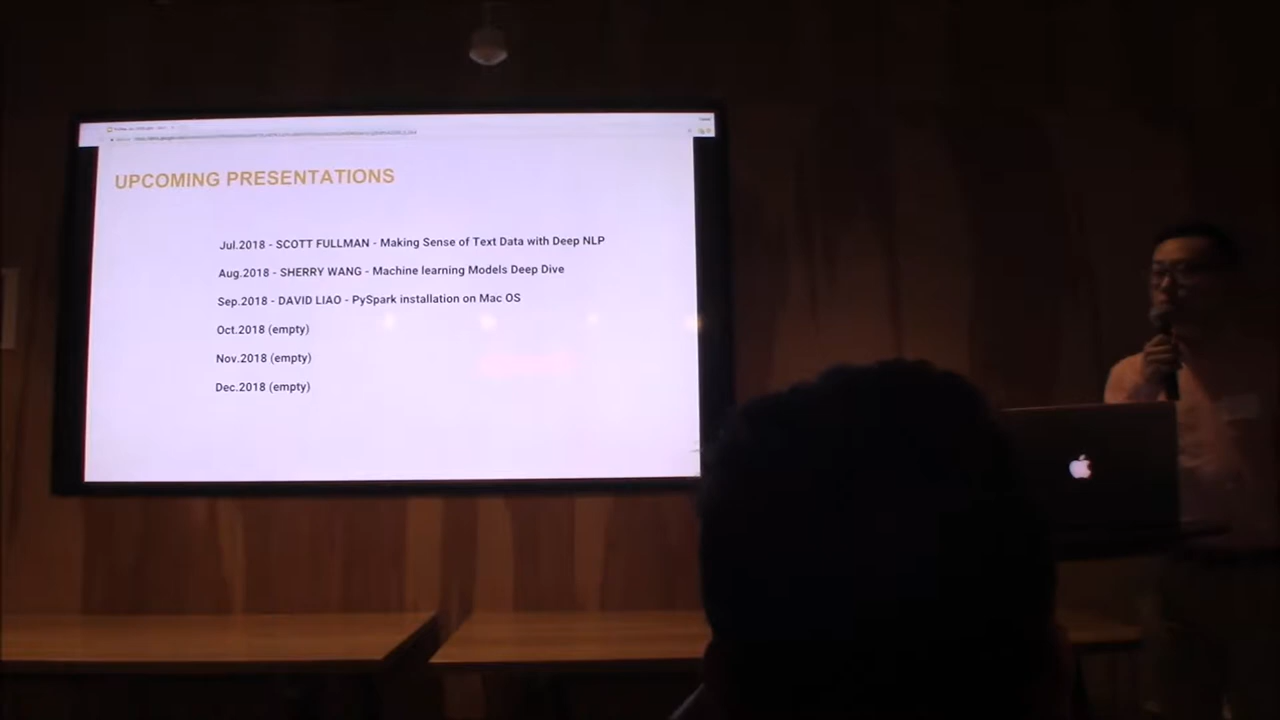 UPCOMING PRESENTATIONS
Jul.2018 - SCOTT FULLMAN - Making Sense of Text Data with Deep NLP
Aug.2018 - SHERRY WANG - Machine learning Models Deep Dive
Sep.2018 - DAVID LIAO - PySpark installation on Mac OS
Oct.2018 (empty)
Nov.2018 (empty)
Dec.2018 (empty)